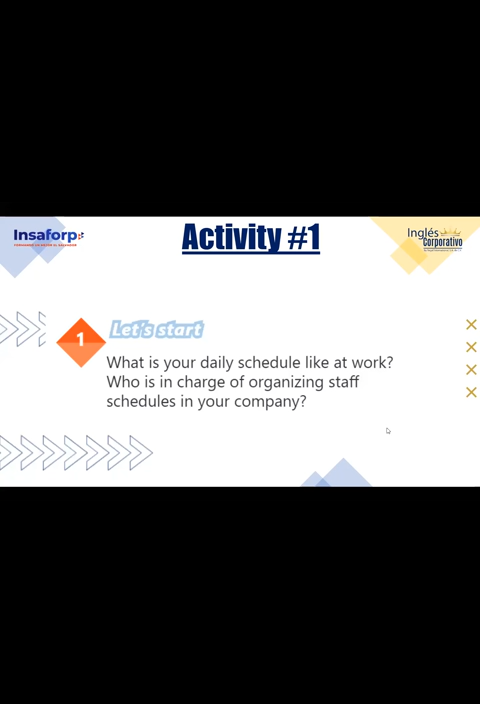 Activity #1
Insaforp
Inglés
Corporativo
Let's start
1
What is your daily schedule like at work?
Who is in charge of organizing staff
schedules in your company?